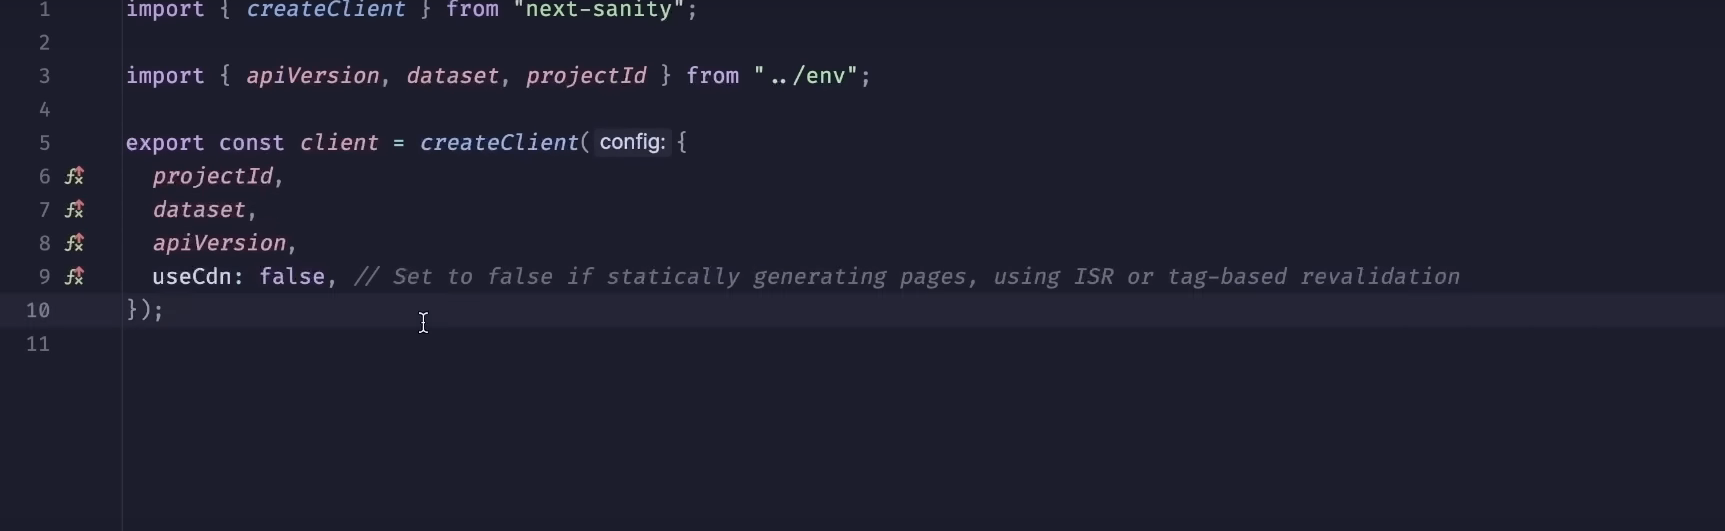 1 import { createClient } from "next-sanity";
2
3 import { apiVersion, dataset, projectId } from "../env";
4
5 export const client = createClient( config: {
6 projectId,
7 dataset,
8 apiVersion,
9 useCdn: false, // Set to false if statically generating pages, using ISR or tag-based revalidation
10 });
11